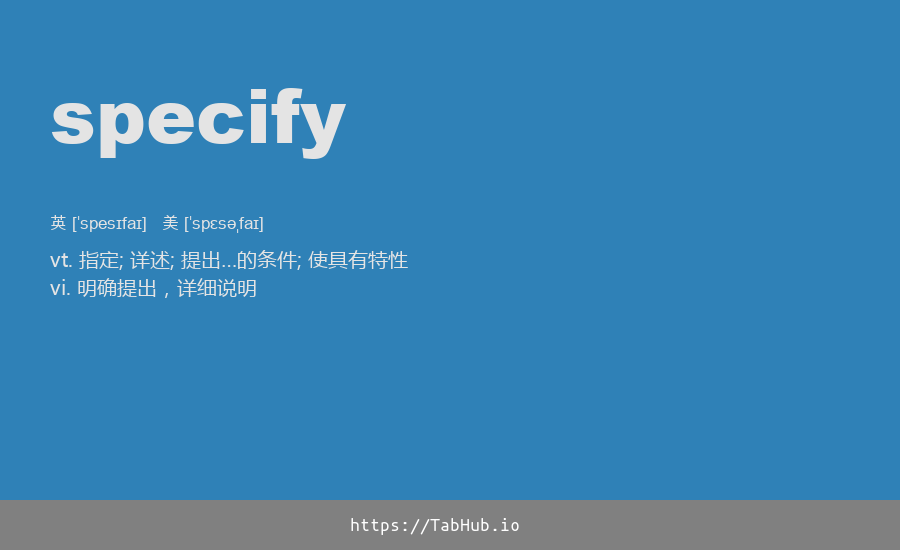 specify
英 [ˈspesɪfaɪ] 美 [ˈspɛsəˌfaɪ]
vt. 指定; 详述; 提出…的条件; 使具有特性
vi. 明确提出，详细说明
https://TabHub.io